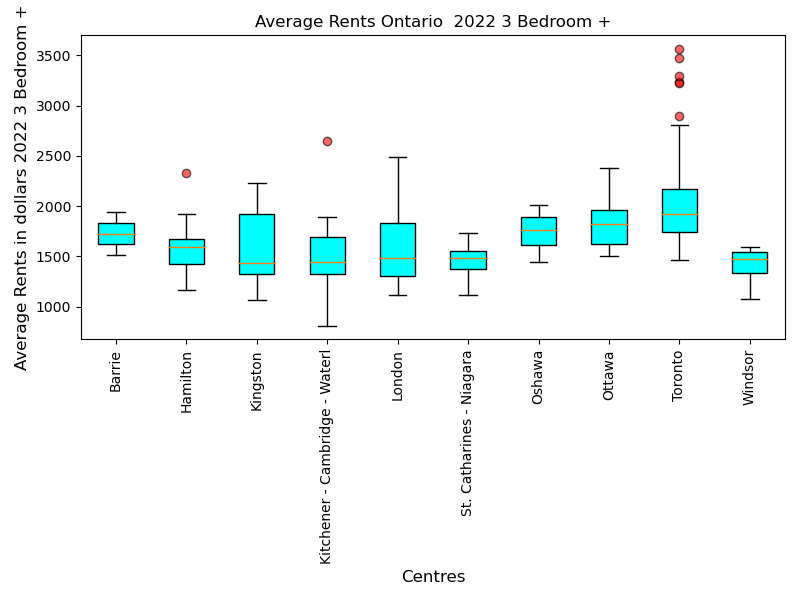 Average Rents Ontario  2022 3 Bedroom +
Average Rents in dollars 2022 3 Bedroom +
3500
3000
2500
2000
1500
1000
Barrie
Hamilton
Kingston
Kitchener - Cambridge - Waterl
London
St. Catharines - Niagara
Oshawa
Ottawa
Toronto
Windsor
Centres